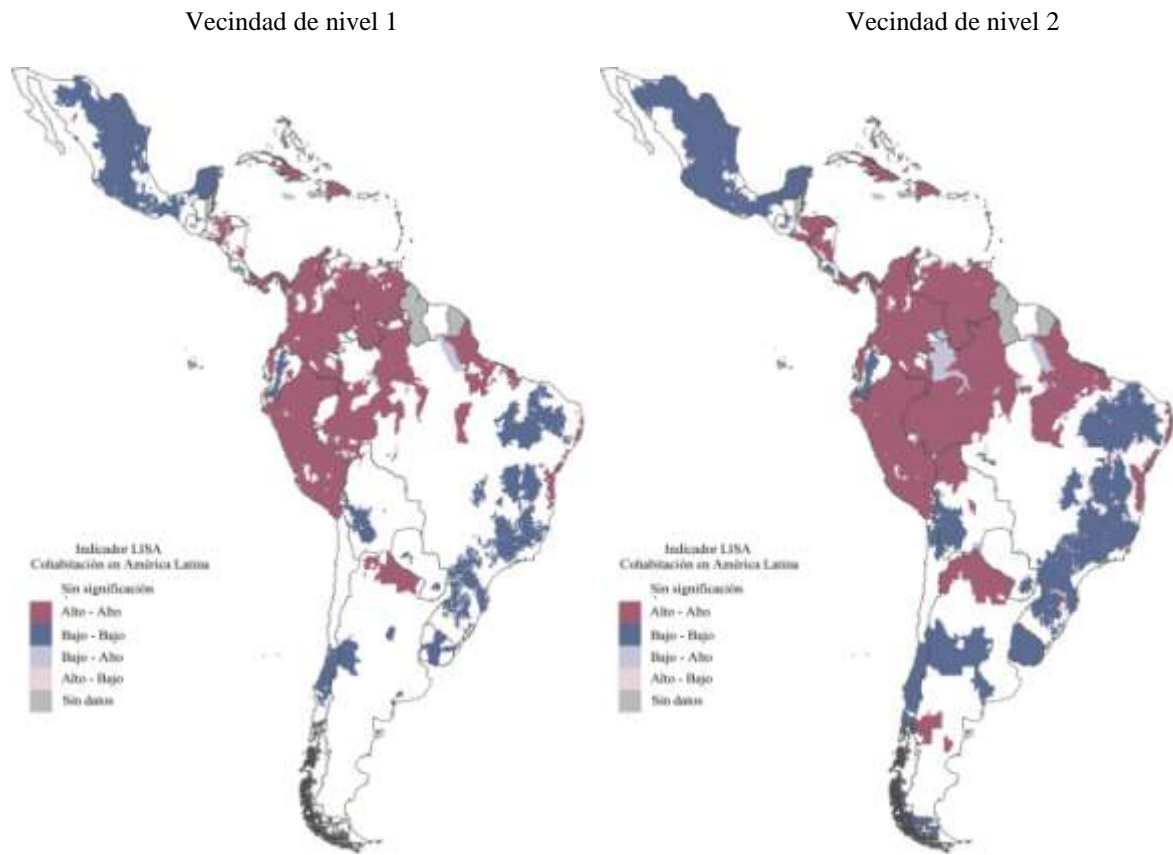 Vecindad de nivel 1
Vecindad de nivel 2
Indicador LISA
Cohabitación en América Latina
Sin significación
Alto - Alto
Bajo - Bajo
Bajo - Alto
Alto - Bajo
Sin datos
Indicador LISA
Cohabitación en América Latina
Sin significación
Alto - Alto
Bajo - Bajo
Bajo - Alto
Alto - Bajo
Sin datos